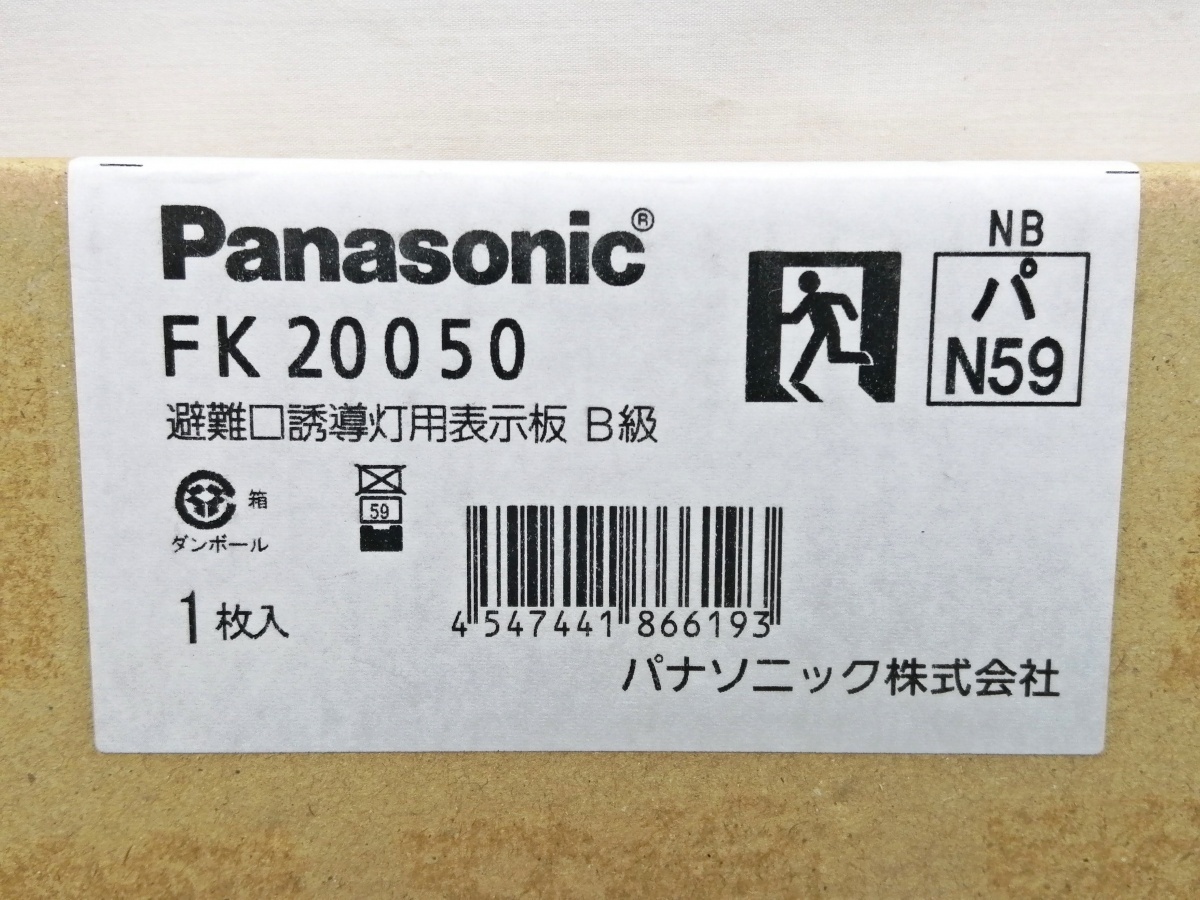 Panasonic®
FK20050
避難口誘導灯用表示板 B級
NB
パ
N59
箱
ダンボール
59
1枚入
4 547441 866193
パナソニック株式会社